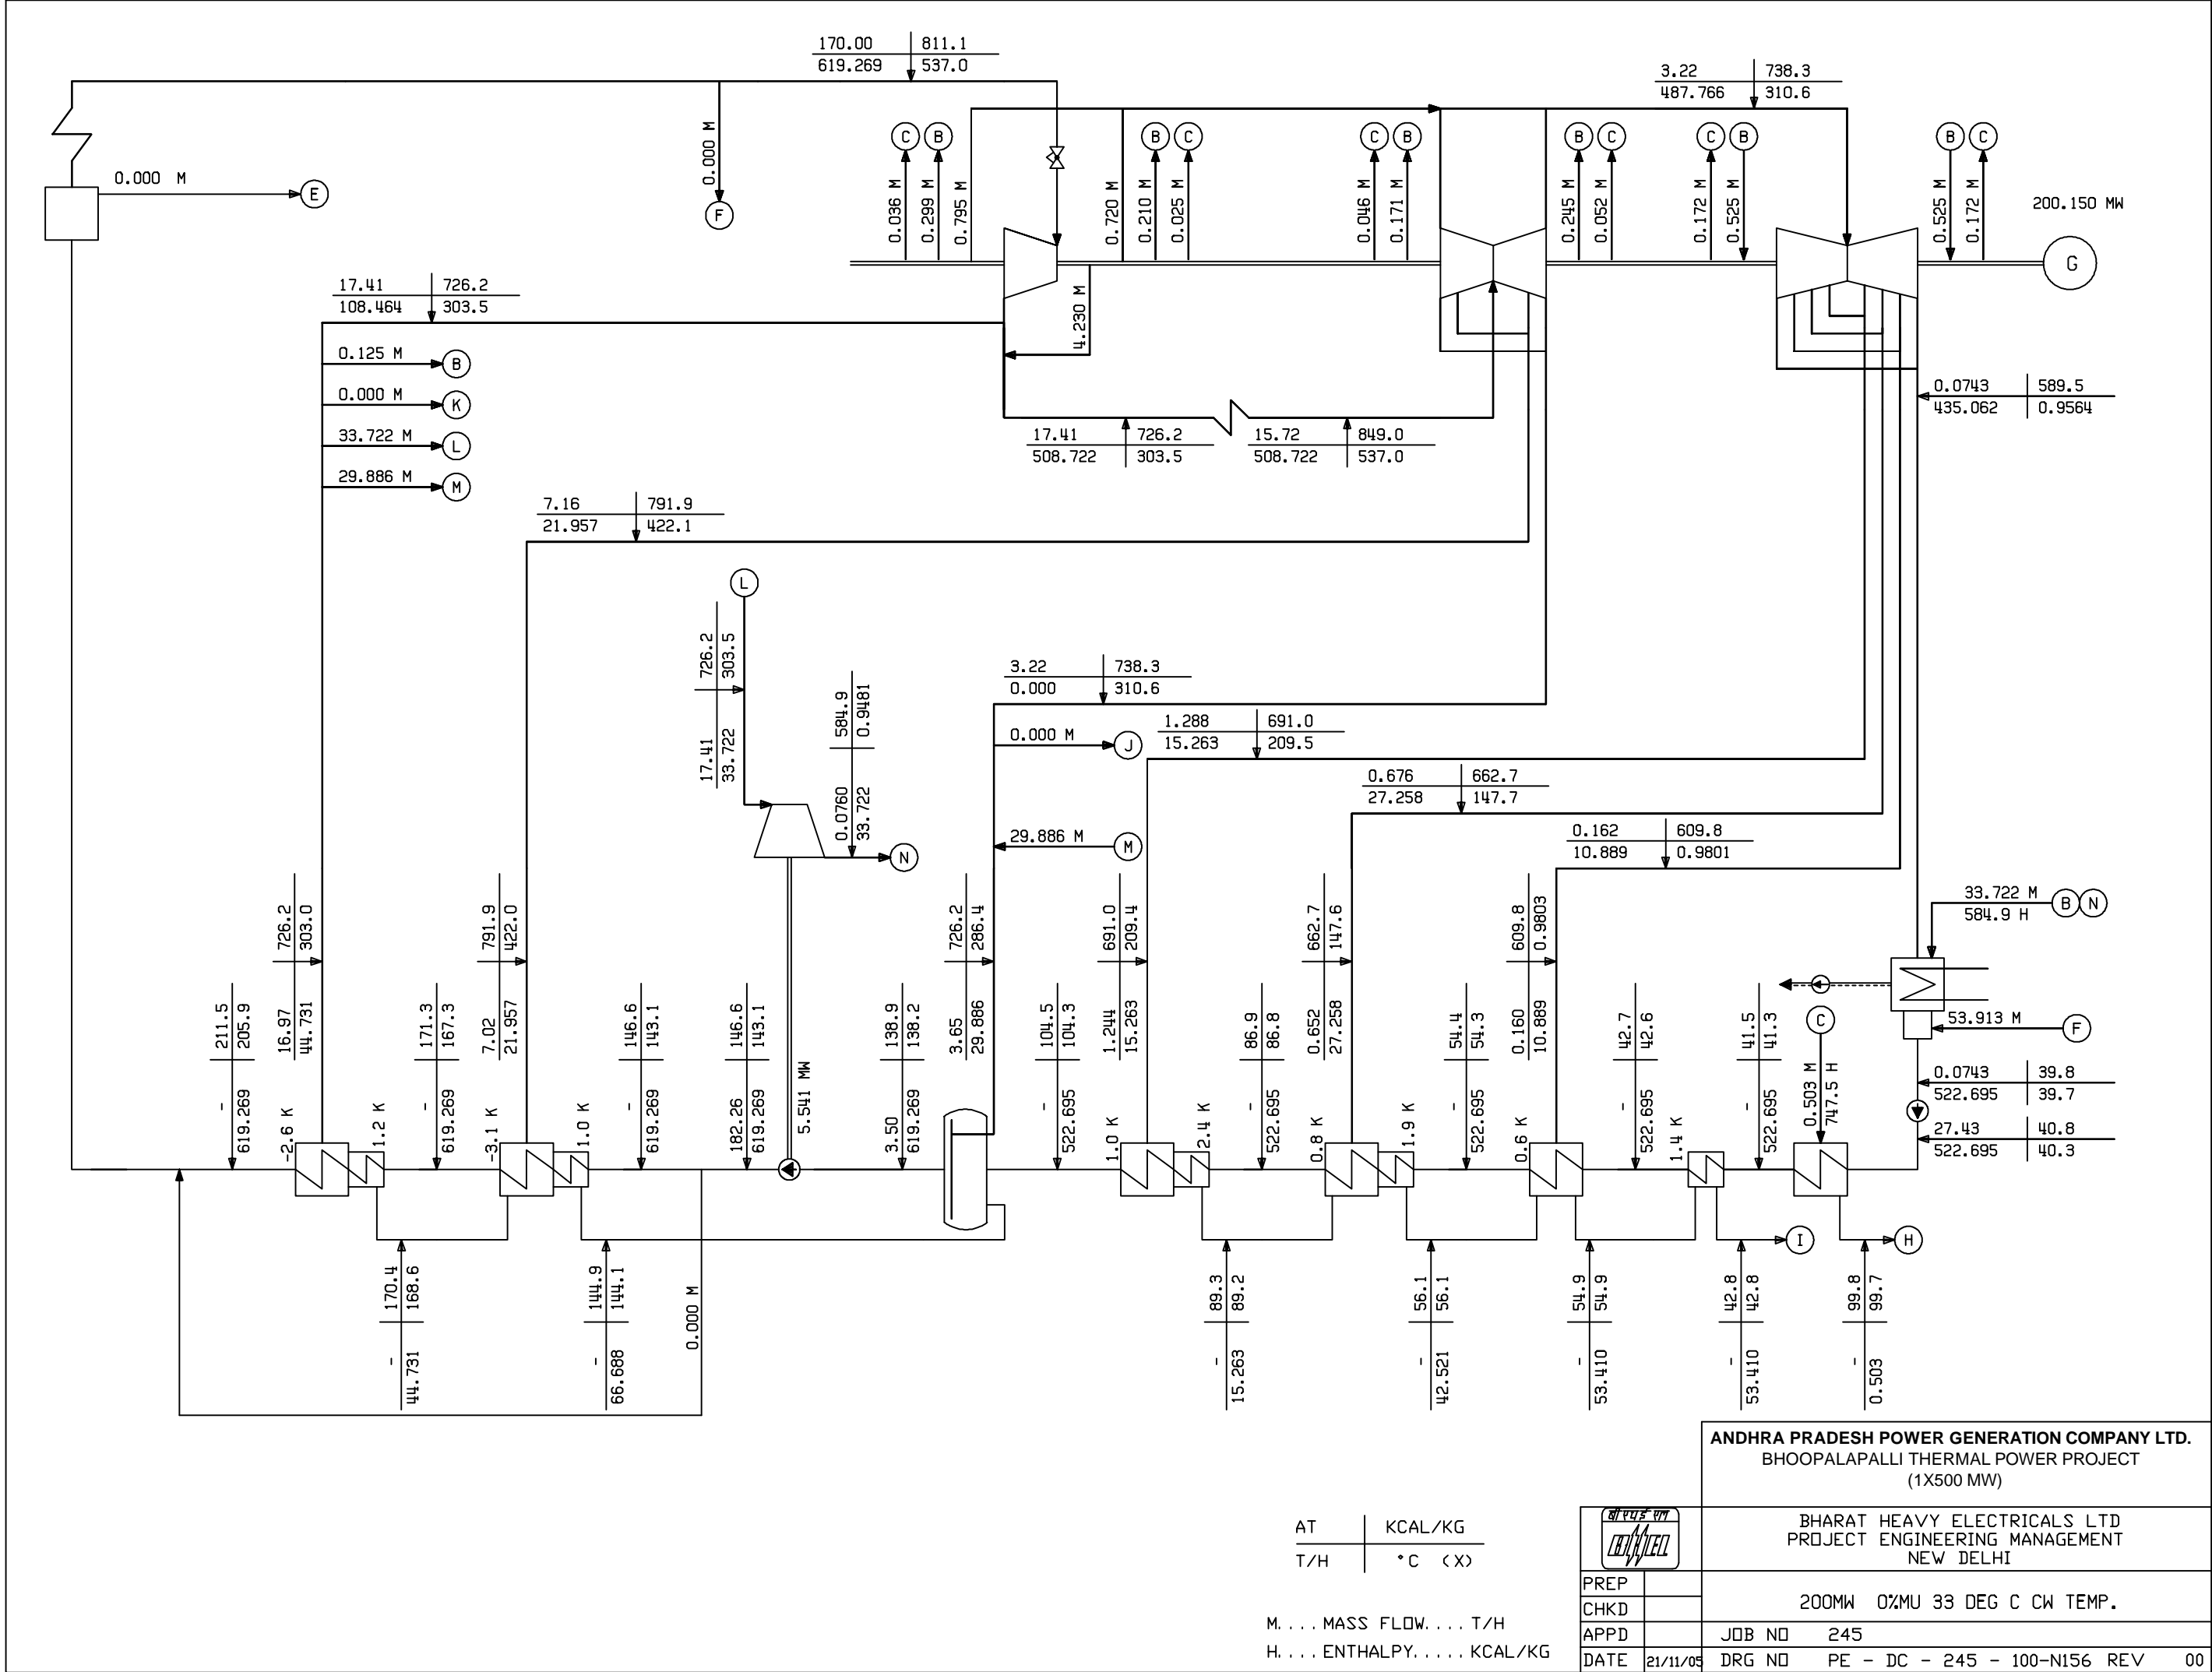 170.00 811.1
619.269 537.0
3.22 738.3
487.766 310.6
0.000 M
E
0.000 M
F
C
B
0.036 M
0.299 M
0.795 M
0.720 M
B
C
0.210 M
0.025 M
C
B
0.046 M
0.171 M
B
C
0.245 M
0.052 M
C
B
0.172 M
0.525 M
B
C
0.525 M
0.172 M
200.150 MW
G
17.41 726.2
108.464 303.5
0.125 M B
0.000 M K
33.722 M L
29.886 M M
4.230 M
17.41 726.2
508.722 303.5
15.72 849.0
508.722 537.0
0.0743 589.5
435.062 0.9564
7.16 791.9
21.957 422.1
L
17.41 726.2
33.722 303.5
0.0760 584.9
33.722 0.9481
N
3.22 738.3
0.000 310.6
0.000 M J
1.288 691.0
15.263 209.5
0.676 662.7
27.258 147.7
0.162 609.8
10.889 0.9801
29.886 M M
33.722 M B N
584.9 H
53.913 M F
0.0743 39.8
522.695 39.7
27.43 40.8
522.695 40.3
- 211.5
619.269 205.9
16.97 726.2
44.731 303.0
- 171.3
619.269 167.3
7.02 791.9
21.957 422.0
- 146.6
619.269 143.1
182.26 146.6
619.269 143.1
5.541 MW
3.50 138.9
619.269 138.2
3.65 726.2
29.886 286.4
- 104.5
522.695 104.3
1.244 691.0
15.263 209.4
- 86.9
522.695 86.8
0.652 662.7
27.258 147.6
- 54.4
522.695 54.3
0.160 609.8
10.889 0.9803
- 42.7
522.695 42.6
- 41.5
522.695 41.3
C
0.503 M
747.5 H
-2.6 K
1.2 K
-3.1 K
1.0 K
1.0 K
2.4 K
0.8 K
1.9 K
0.6 K
1.4 K
I
H
- 170.4
44.731 168.6
- 144.9
66.688 144.1
0.000 M
- 89.3
15.263 89.2
- 56.1
42.521 56.1
- 54.9
53.410 54.9
- 42.8
53.410 42.8
- 99.8
0.503 99.7
AT KCAL/KG
T/H °C (X)
M.... MASS FLOW.... T/H
H.... ENTHALPY..... KCAL/KG
ANDHRA PRADESH POWER GENERATION COMPANY LTD.
BHOOPALAPALLI THERMAL POWER PROJECT
(1X500 MW)
बी एच ई एल
BHEL
BHARAT HEAVY ELECTRICALS LTD
PROJECT ENGINEERING MANAGEMENT
NEW DELHI
PREP
CHKD
200MW 0%MU 33 DEG C CW TEMP.
APPD JOB NO 245
DATE 21/11/05 DRG NO PE - DC - 245 - 100-N156 REV 00